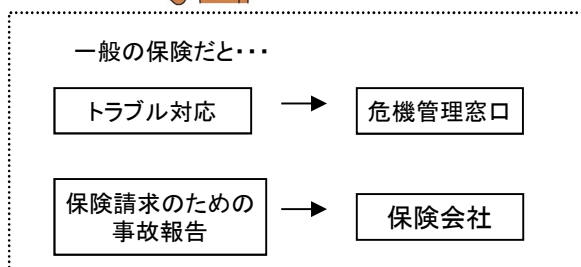 一般の保険だと・・・
トラブル対応
危機管理窓口
保険請求のための
事故報告
保険会社